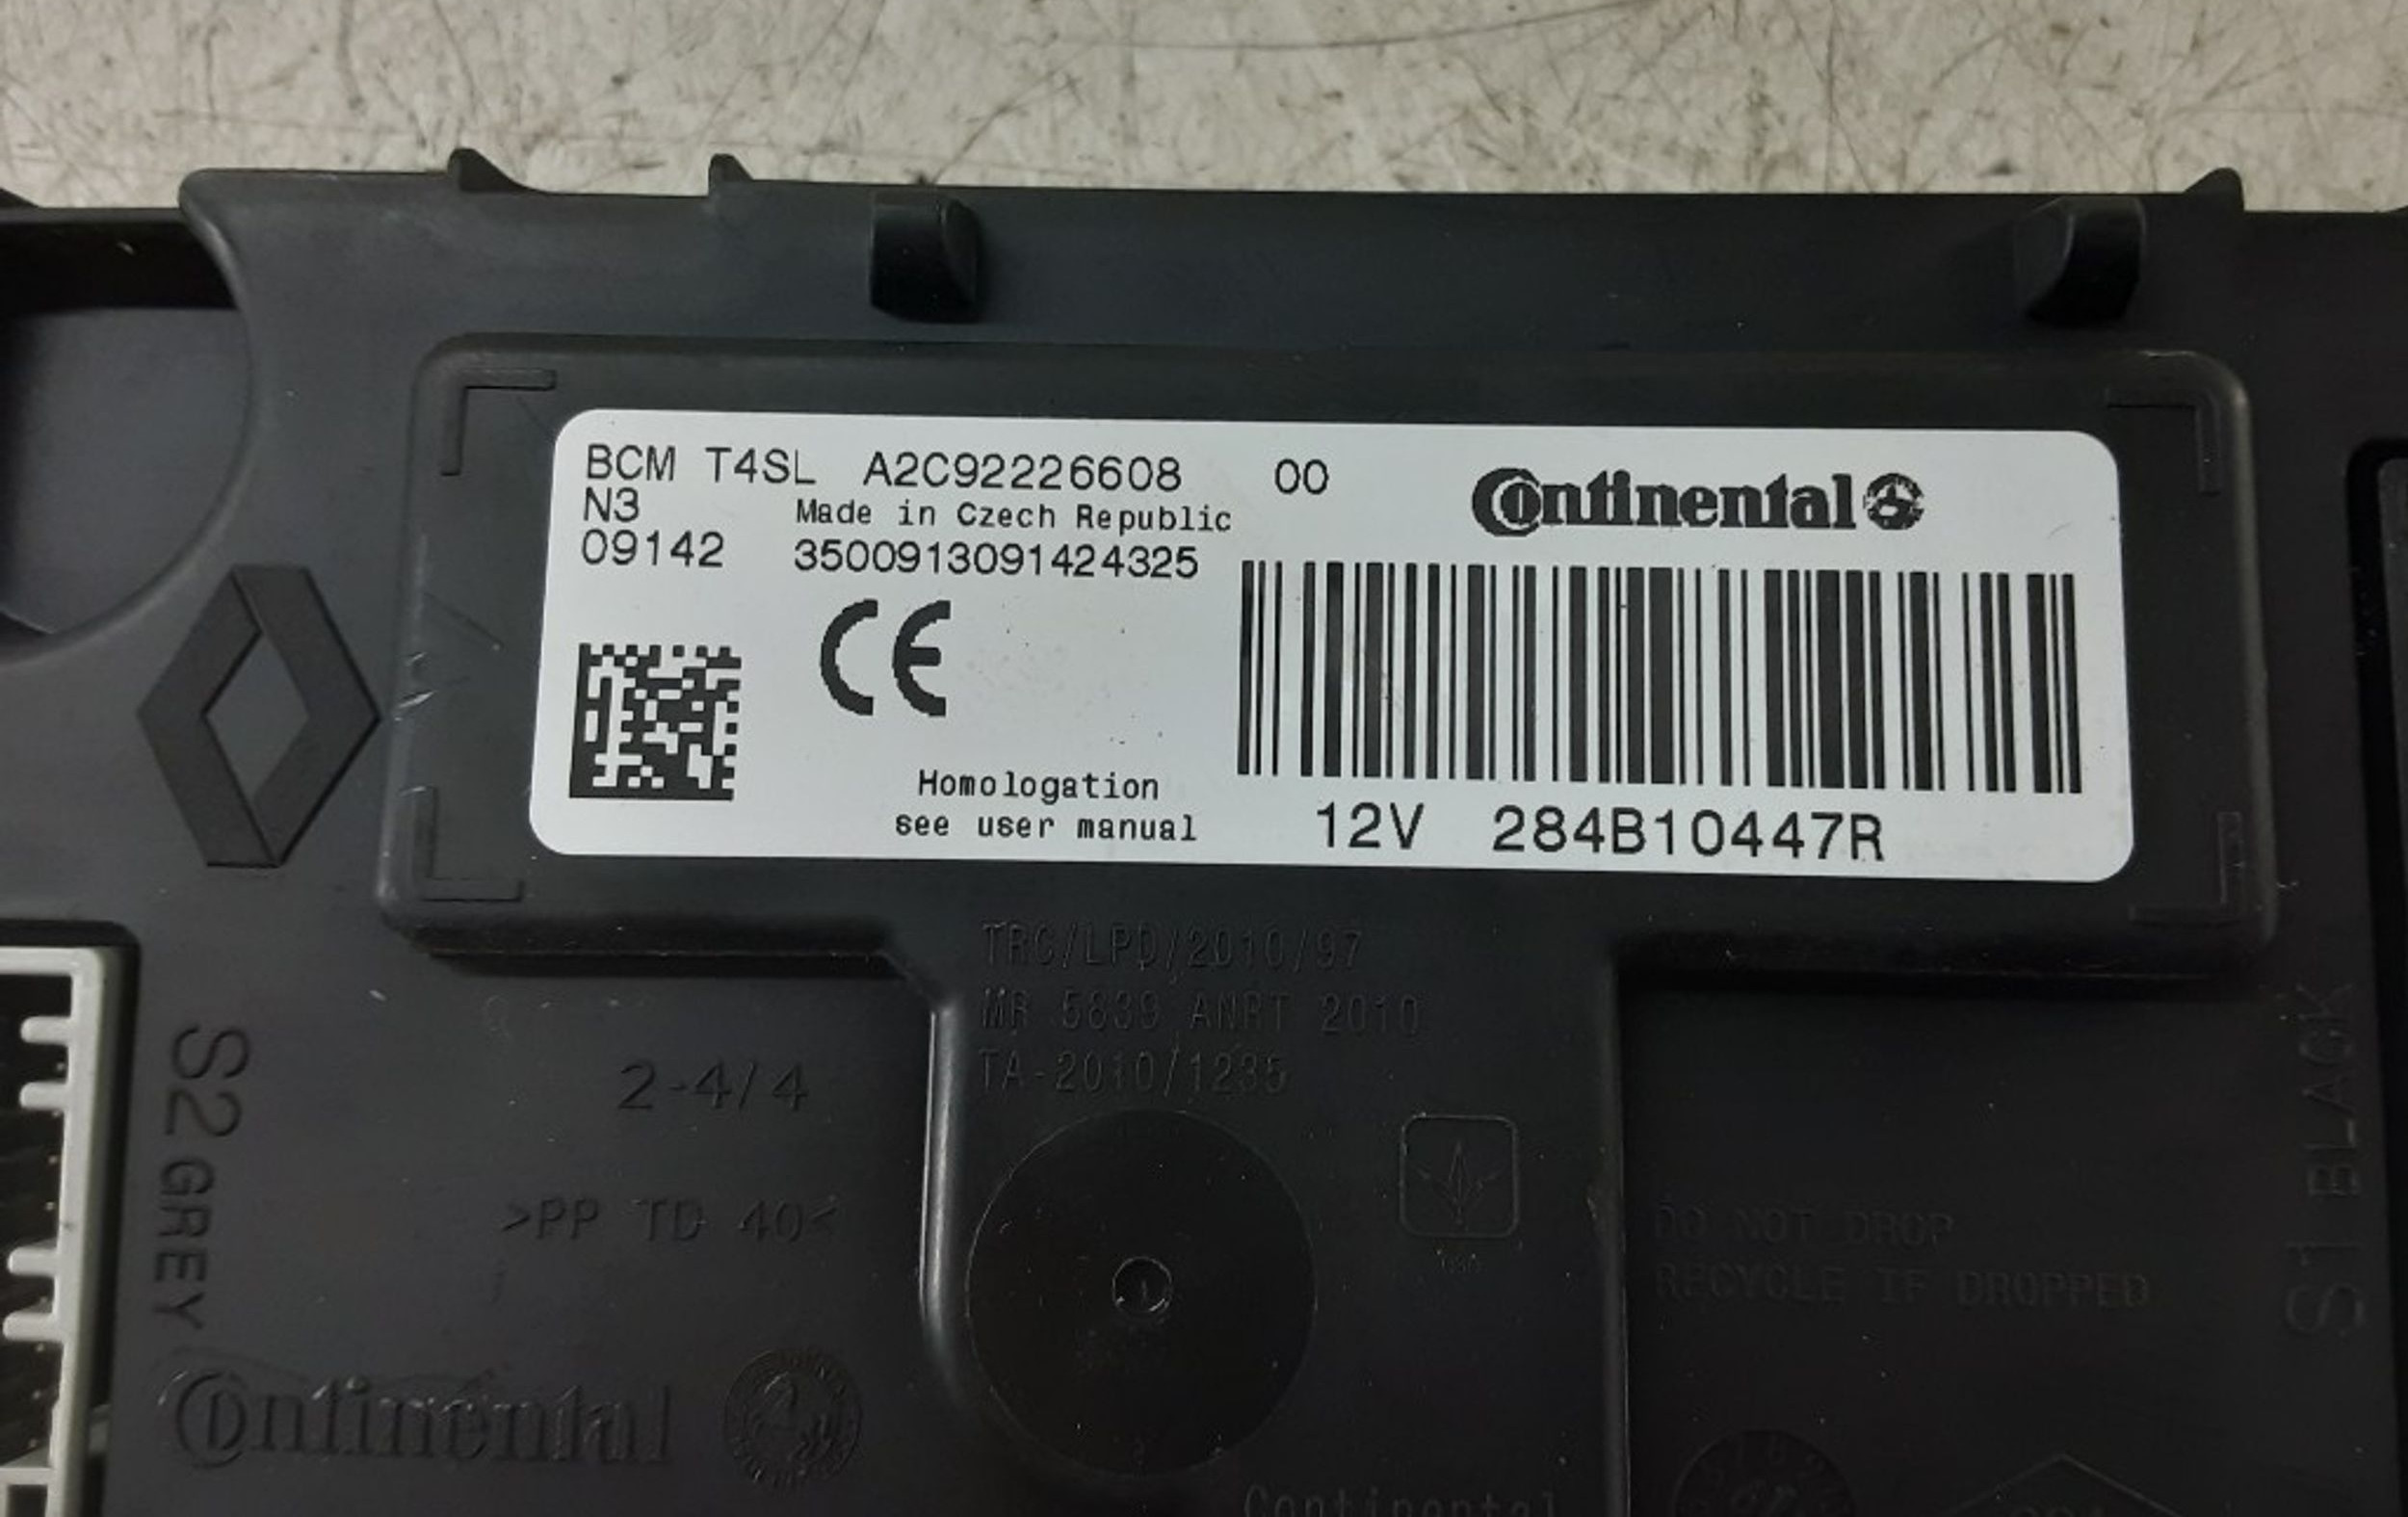 BCM T4SL A2C92226608 00
Continental
N3 Made in Czech Republic
09142 3500913091424325
CE
Homologation
see user manual
12V 284B10447R
TRC/LPD/2010/97
MR 5839 ANRT 2010
TA-2010/1235
2-4/4
>PP TD 40<
S2 GREY
S1 BLACK
DO NOT DROP
RECYCLE IF DROPPED
Continental
Continental